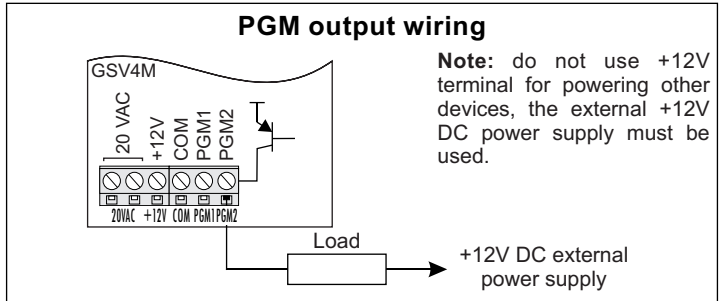 PGM output wiring
GSV4M
20 VAC
+12V
COM
PGM1
PGM2
20VAC +12V COM PGM1 PGM2
Note: do not use +12V
terminal for powering other
devices, the external +12V
DC power supply must be
used.
Load
+12V DC external
power supply